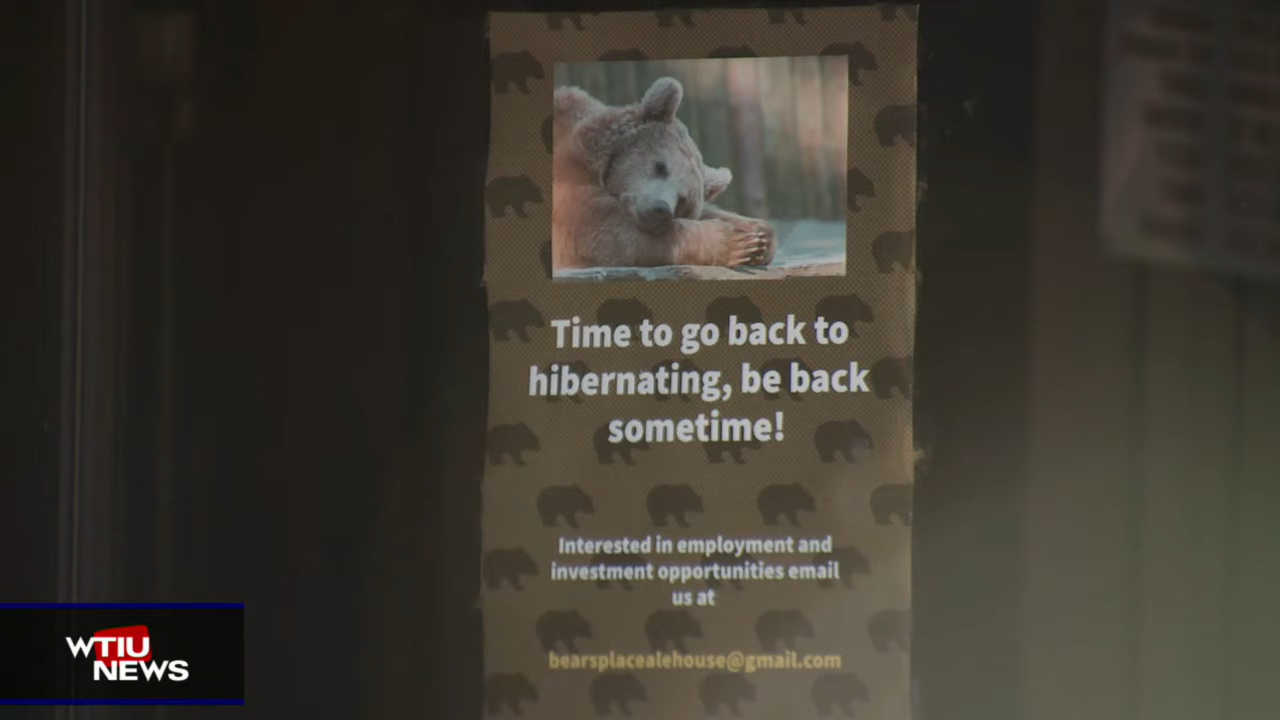 Time to go back to
hibernating, be back
sometime!
Interested in employment and
investment opportunities email
us at
bearsplacealehouse@gmail.com
WTIU
NEWS